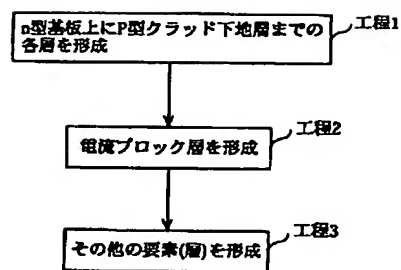 n型基板上にP型クラッド下地層までの
各層を形成
工程1
電流ブロック層を形成
工程2
その他の要素(層)を形成
工程3